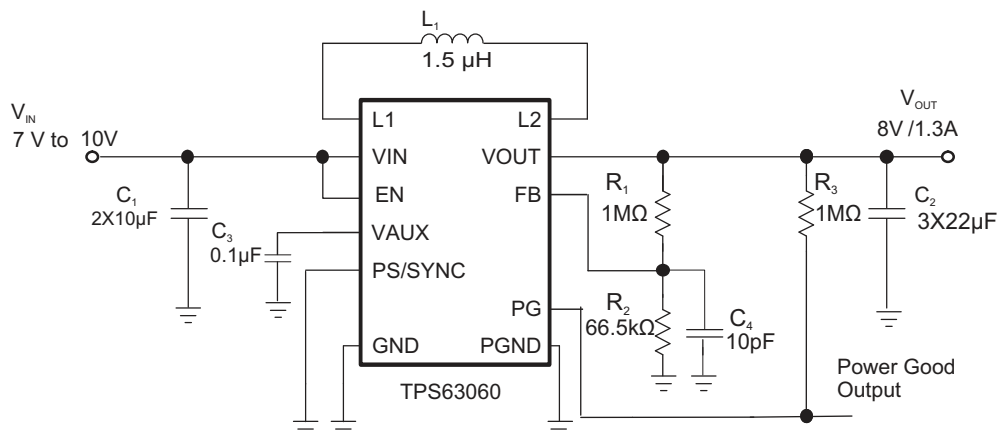 L₁
1.5 µH
V_IN
7 V to 10V
V_OUT
8V /1.3A
L1
L2
VIN
VOUT
EN
FB
VAUX
PS/SYNC
PG
GND
PGND
TPS63060
C₁
2X10µF
C₃
0.1µF
R₁
1MΩ
R₃
1MΩ
C₂
3X22µF
R₂
66.5kΩ
C₄
10pF
Power Good
Output